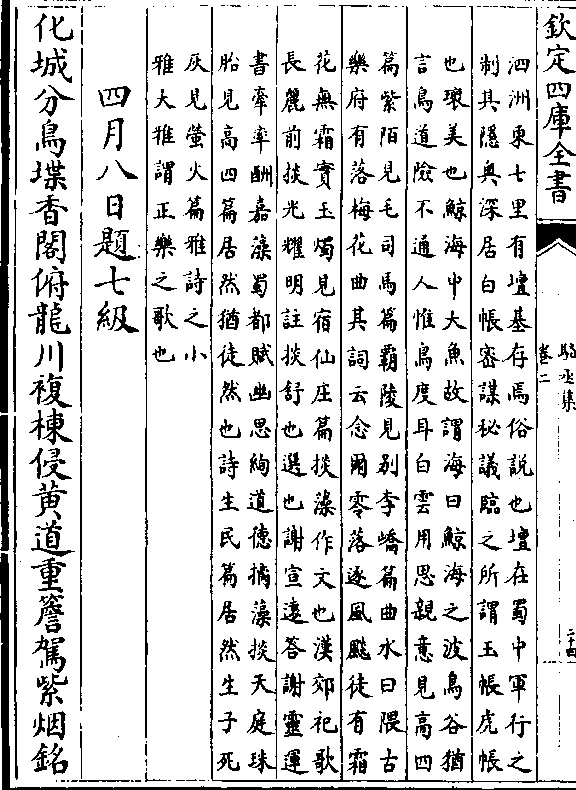 欽定四庫全書
駱丞集
卷二
二十四
泗洲東七里有壇基存焉俗說也壇在蜀中軍行之
制其隱奧深居白帳密謀秘議臨之所謂玉帳虎帳
也瓌美也鯨海中大魚故謂海曰鯨海之波鳥谷猶
言鳥道險不通人惟鳥度耳白雲用思親意見高四
篇紫陌見毛司馬篇霸陵見别李嶠篇曲水曰隈古
樂府有落梅花曲其詞云念爾零落逐風飇徒有霜
花無霜實玉燭見宿仙庄篇掞藻作文也漢郊祀歌
長麗前掞光耀明註掞舒也選也謝宣遠答謝靈運
書牽率酬嘉藻蜀都賦幽思絢道德摛藻掞天庭珠
胎見高四篇居然猶徒然也詩生民篇居然生子死
灰見螢火篇雅詩之小
雅大雅謂正樂之歌也
四月八日題七級
化城分鳥堞香閣俯龍川複棟侵黄道重簷駕紫烟銘